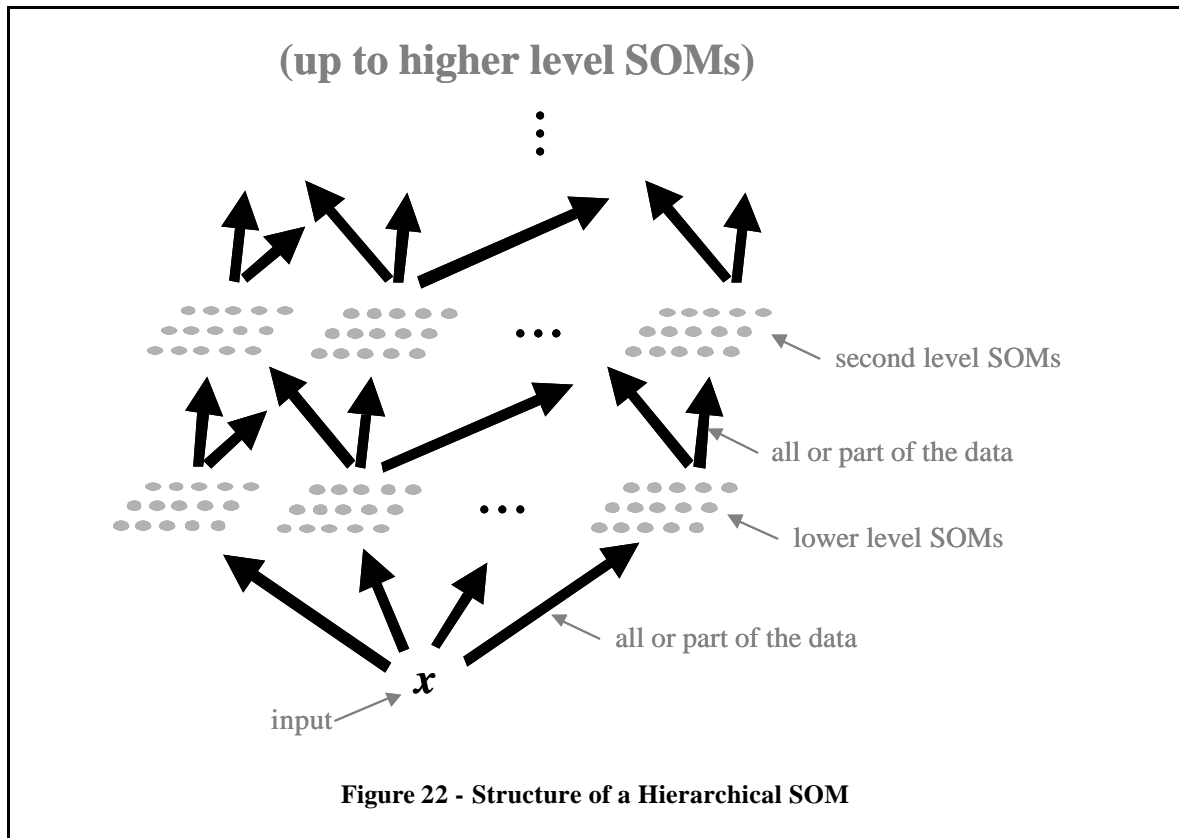 (up to higher level SOMs)
second level SOMs
all or part of the data
lower level SOMs
all or part of the data
x
input
Figure 22 - Structure of a Hierarchical SOM